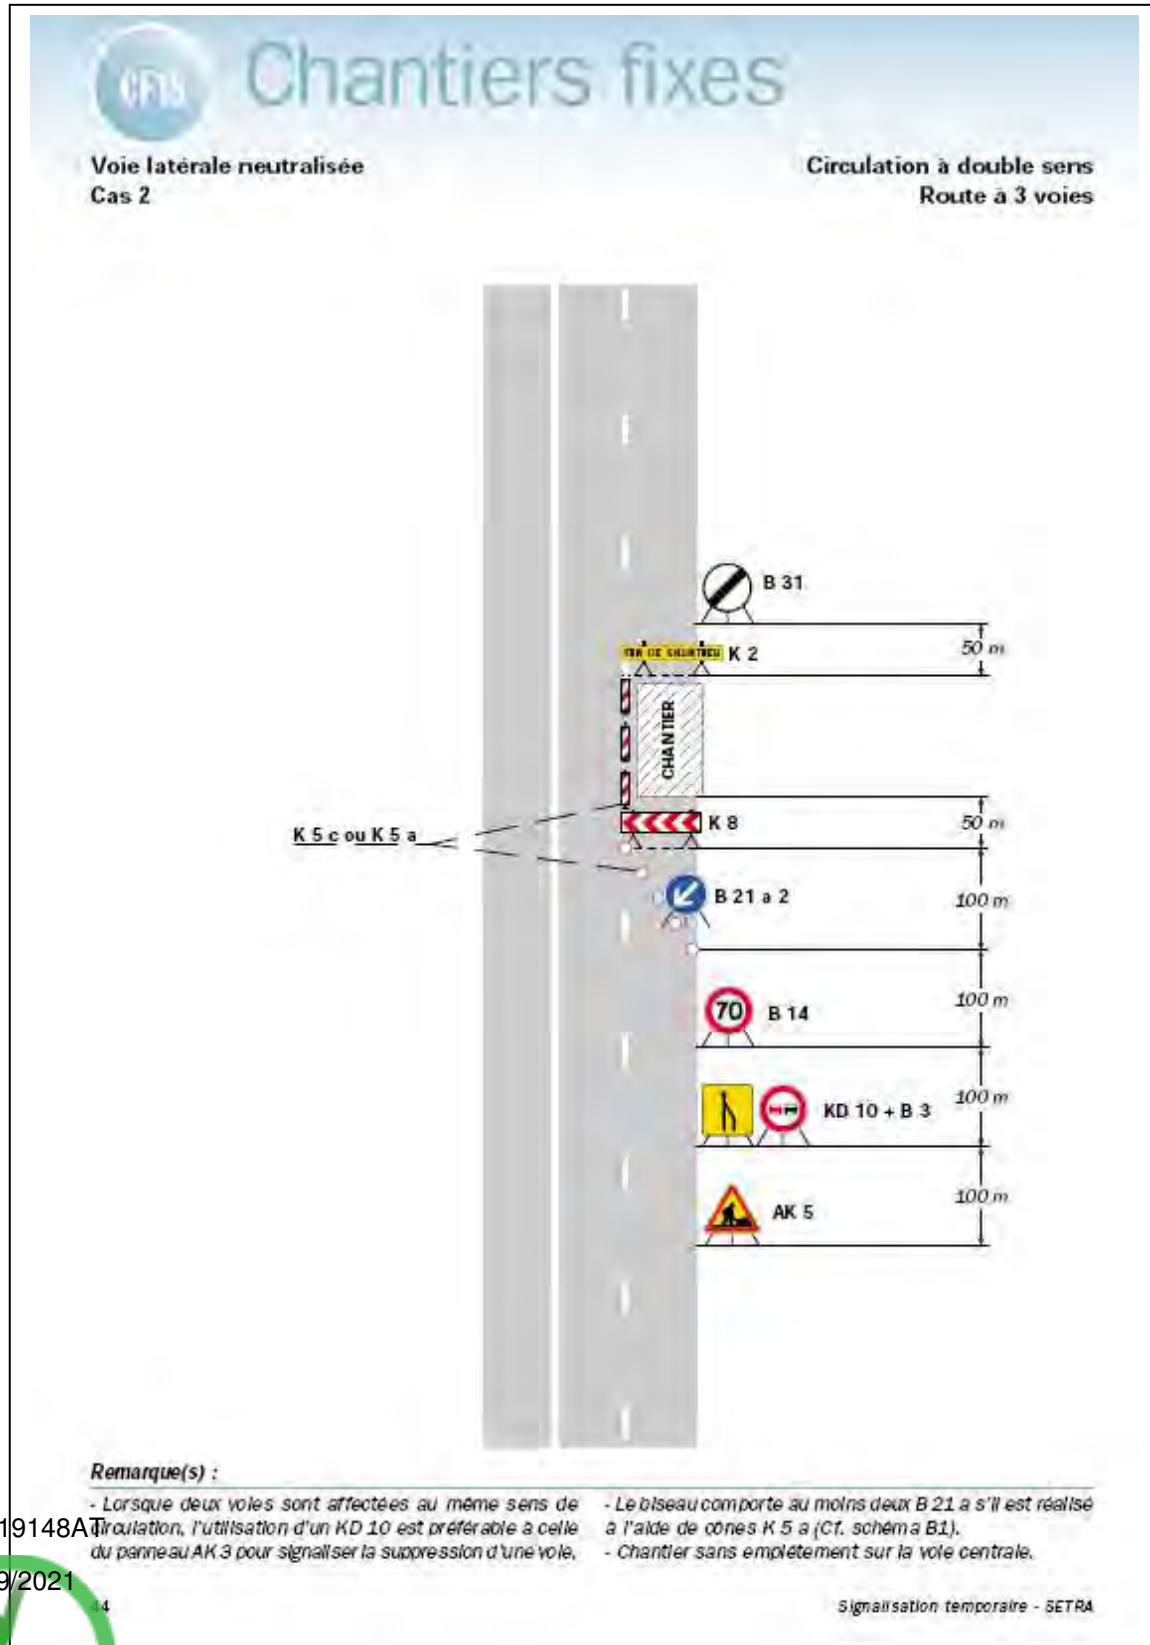 Chantiers fixes
Voie latérale neutralisée
Cas 2
Circulation à double sens
Route à 3 voies
B 31
50 m
K 2
CHANTIER
K 8
50 m
K 5 c ou K 5 a
B 21 a 2
100 m
100 m
70
B 14
KD 10 + B 3
100 m
AK 5
100 m
Remarque(s) :
- Lorsque deux voies sont affectées au même sens de
circulation, l'utilisation d'un KD 10 est préférable à celle
du panneau AK 3 pour signaliser la suppression d'une voie.
- Le biseau comporte au moins deux B 21 a s'il est réalisé
à l'aide de cônes K 5 a (Cf. schéma B1).
- Chantier sans empiétement sur la voie centrale.
19148AT
9/2021
Signalisation temporaire - SETRA